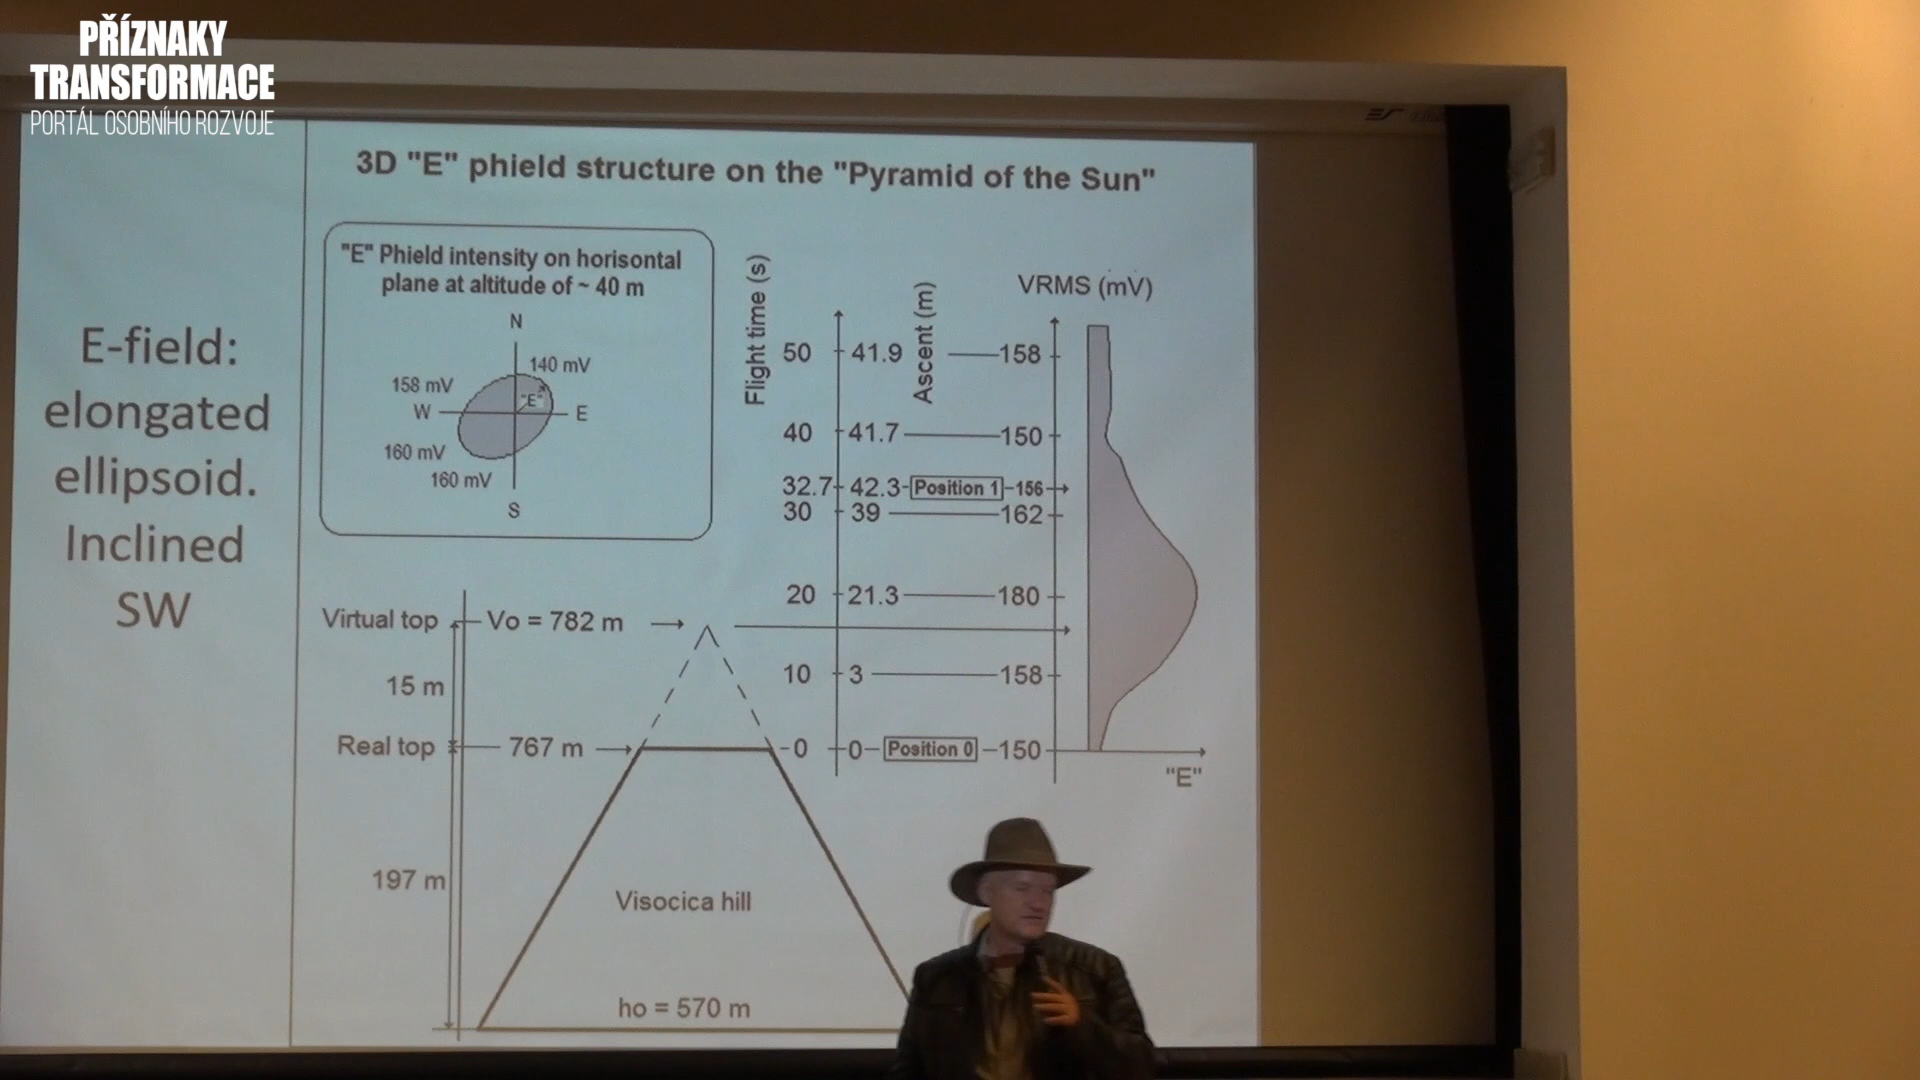 PŘÍZNAKY
TRANSFORMACE
PORTÁL OSOBNÍHO ROZVOJE
3D "E" phield structure on the "Pyramid of the Sun"
E-field:
elongated
ellipsoid.
Inclined
SW
"E" Phield intensity on horisontal
plane at altitude of ~ 40 m
N
140 mV
158 mV
"E"
W
E
160 mV
160 mV
S
Flight time (s)
Ascent (m)
VRMS (mV)
50 41.9 158
40 41.7 150
32.7 42.3 Position 1 156
30 39 162
20 21.3 180
10 3 158
0 0 Position 0 150
"E"
Virtual top Vo = 782 m
15 m
Real top 767 m
197 m
Visocica hill
ho = 570 m